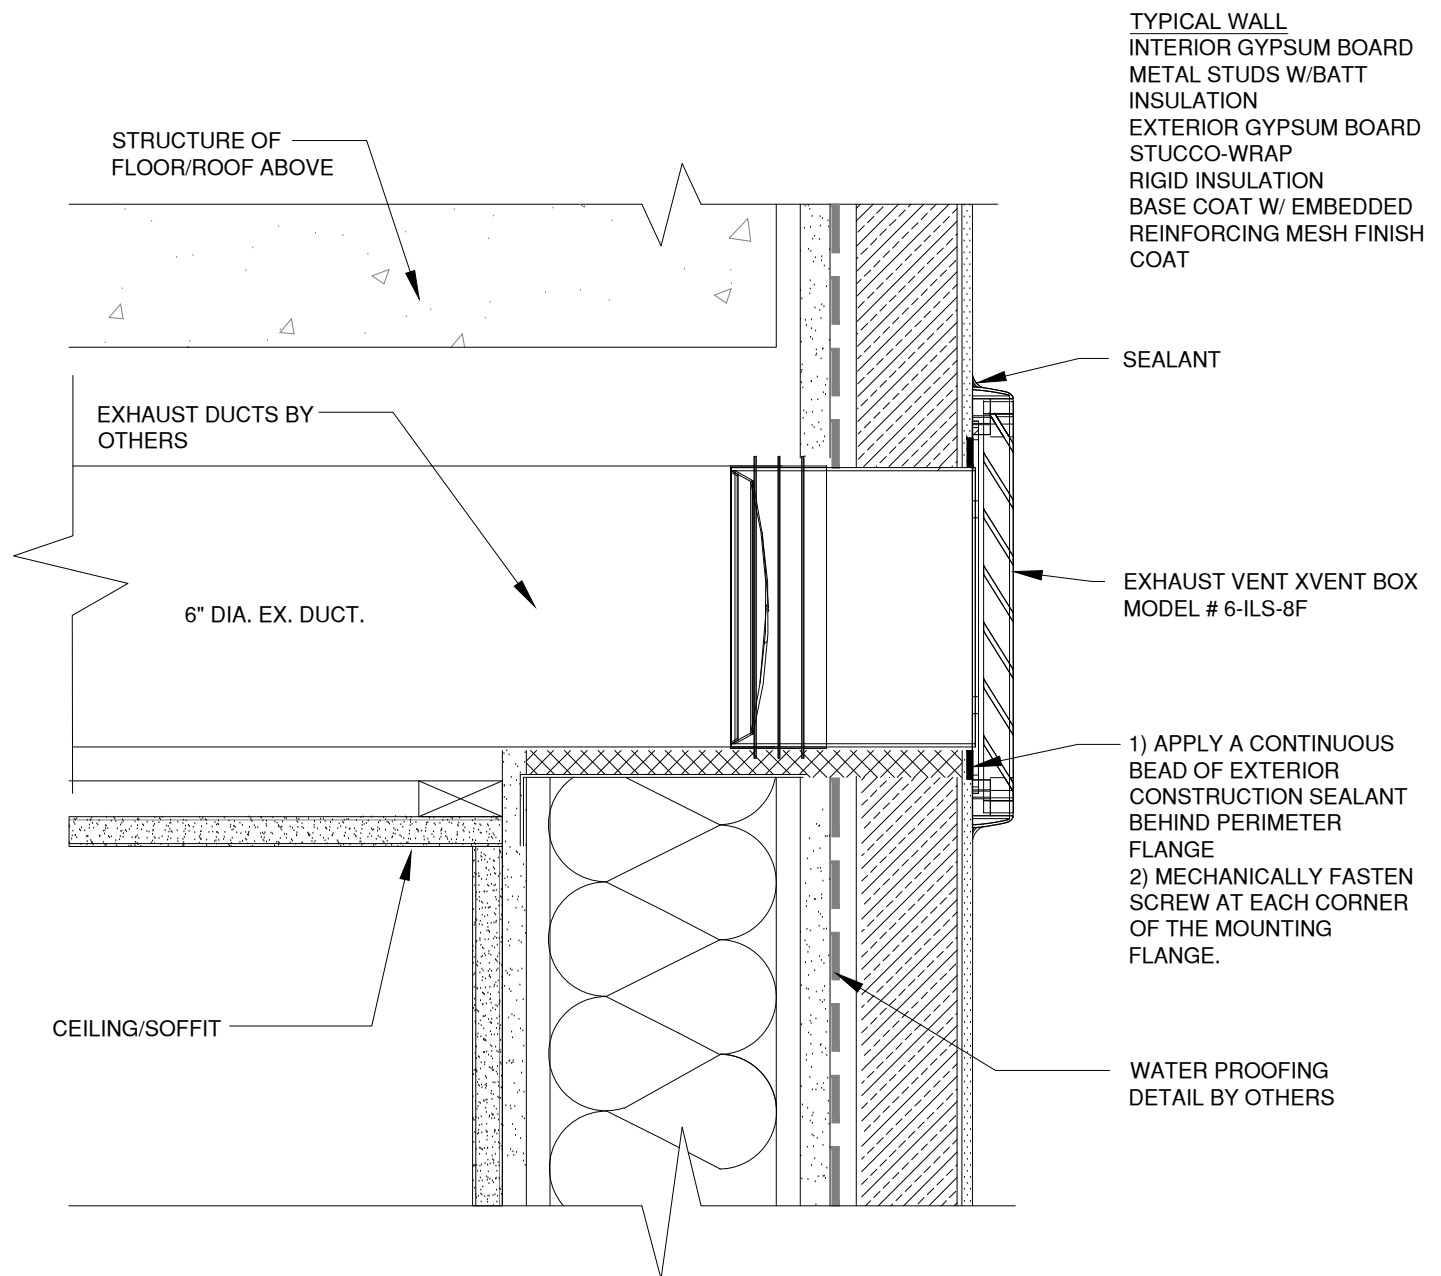 TYPICAL WALL
INTERIOR GYPSUM BOARD
METAL STUDS W/BATT
INSULATION
EXTERIOR GYPSUM BOARD
STUCCO-WRAP
RIGID INSULATION
BASE COAT W/ EMBEDDED
REINFORCING MESH FINISH
COAT
STRUCTURE OF
FLOOR/ROOF ABOVE
SEALANT
EXHAUST DUCTS BY
OTHERS
EXHAUST VENT XVENT BOX
MODEL # 6-ILS-8F
6" DIA. EX. DUCT.
1) APPLY A CONTINUOUS
BEAD OF EXTERIOR
CONSTRUCTION SEALANT
BEHIND PERIMETER
FLANGE
2) MECHANICALLY FASTEN
SCREW AT EACH CORNER
OF THE MOUNTING
FLANGE.
CEILING/SOFFIT
WATER PROOFING
DETAIL BY OTHERS